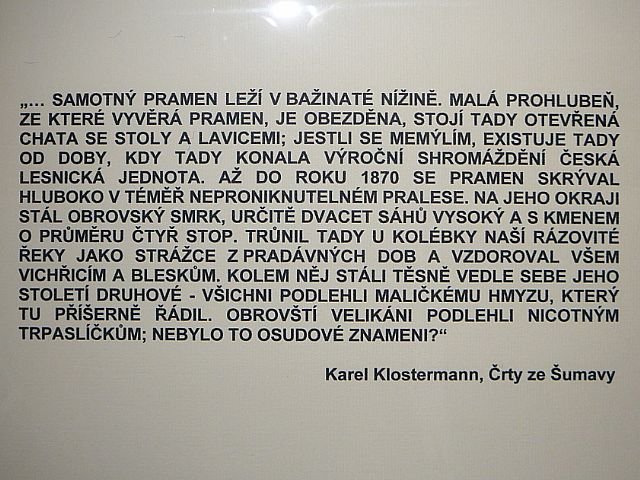 „... SAMOTNÝ PRAMEN LEŽÍ V BAŽINATÉ NÍŽINĚ. MALÁ PROHLUBEŇ,
ZE KTERÉ VYVĚRÁ PRAMEN, JE OBEZDĚNA, STOJÍ TADY OTEVŘENÁ
CHATA SE STOLY A LAVICEMI; JESTLI SE MEMÝLÍM, EXISTUJE TADY
OD DOBY, KDY TADY KONALA VÝROČNÍ SHROMÁŽDĚNÍ ČESKÁ
LESNICKÁ JEDNOTA. AŽ DO ROKU 1870 SE PRAMEN SKRÝVAL
HLUBOKO V TÉMĚŘ NEPRONIKNUTELNÉM PRALESE. NA JEHO OKRAJI
STÁL OBROVSKÝ SMRK, URČITĚ DVACET SÁHŮ VYSOKÝ A S KMENEM
O PRŮMĚRU ČTYŘ STOP. TRŮNIL TADY U KOLÉBKY NAŠÍ RÁZOVITÉ
ŘEKY JAKO STRÁŽCE Z PRADÁVNÝCH DOB A VZDOROVAL VŠEM
VICHŘICÍM A BLESKŮM. KOLEM NĚJ STÁLI TĚSNĚ VEDLE SEBE JEHO
STOLETÍ DRUHOVÉ - VŠICHNI PODLEHLI MALIČKÉMU HMYZU, KTERÝ
TU PŘÍŠERNĚ ŘÁDIL. OBROVŠTÍ VELIKÁNI PODLEHLI NICOTNÝM
TRPASLÍČKŮM; NEBYLO TO OSUDOVÉ ZNAMENI?“
Karel Klostermann, Črty ze Šumavy